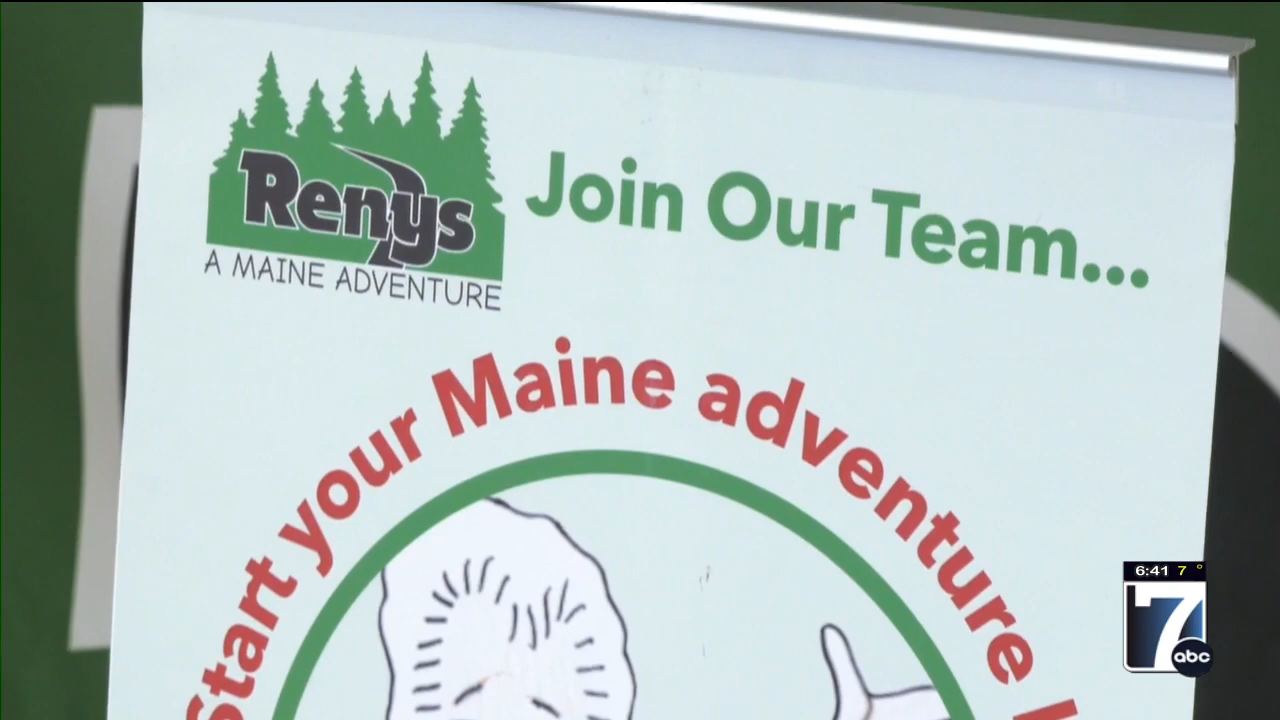 Renys
A MAINE ADVENTURE
Join Our Team...
Start your Maine adventure
6:41 7°
7
abc